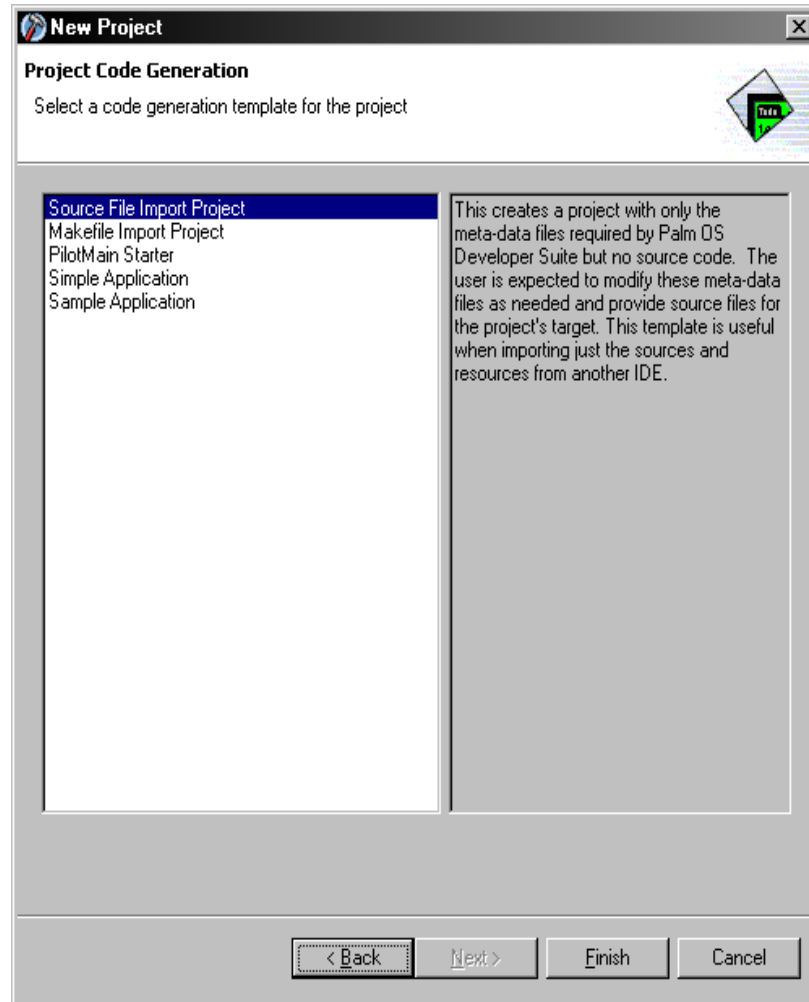 New Project
Project Code Generation
Select a code generation template for the project
Todo
Source File Import Project
Makefile Import Project
PilotMain Starter
Simple Application
Sample Application
This creates a project with only the
meta-data files required by Palm OS
Developer Suite but no source code. The
user is expected to modify these meta-data
files as needed and provide source files for
the project's target. This template is useful
when importing just the sources and
resources from another IDE.
< Back
Next >
Finish
Cancel